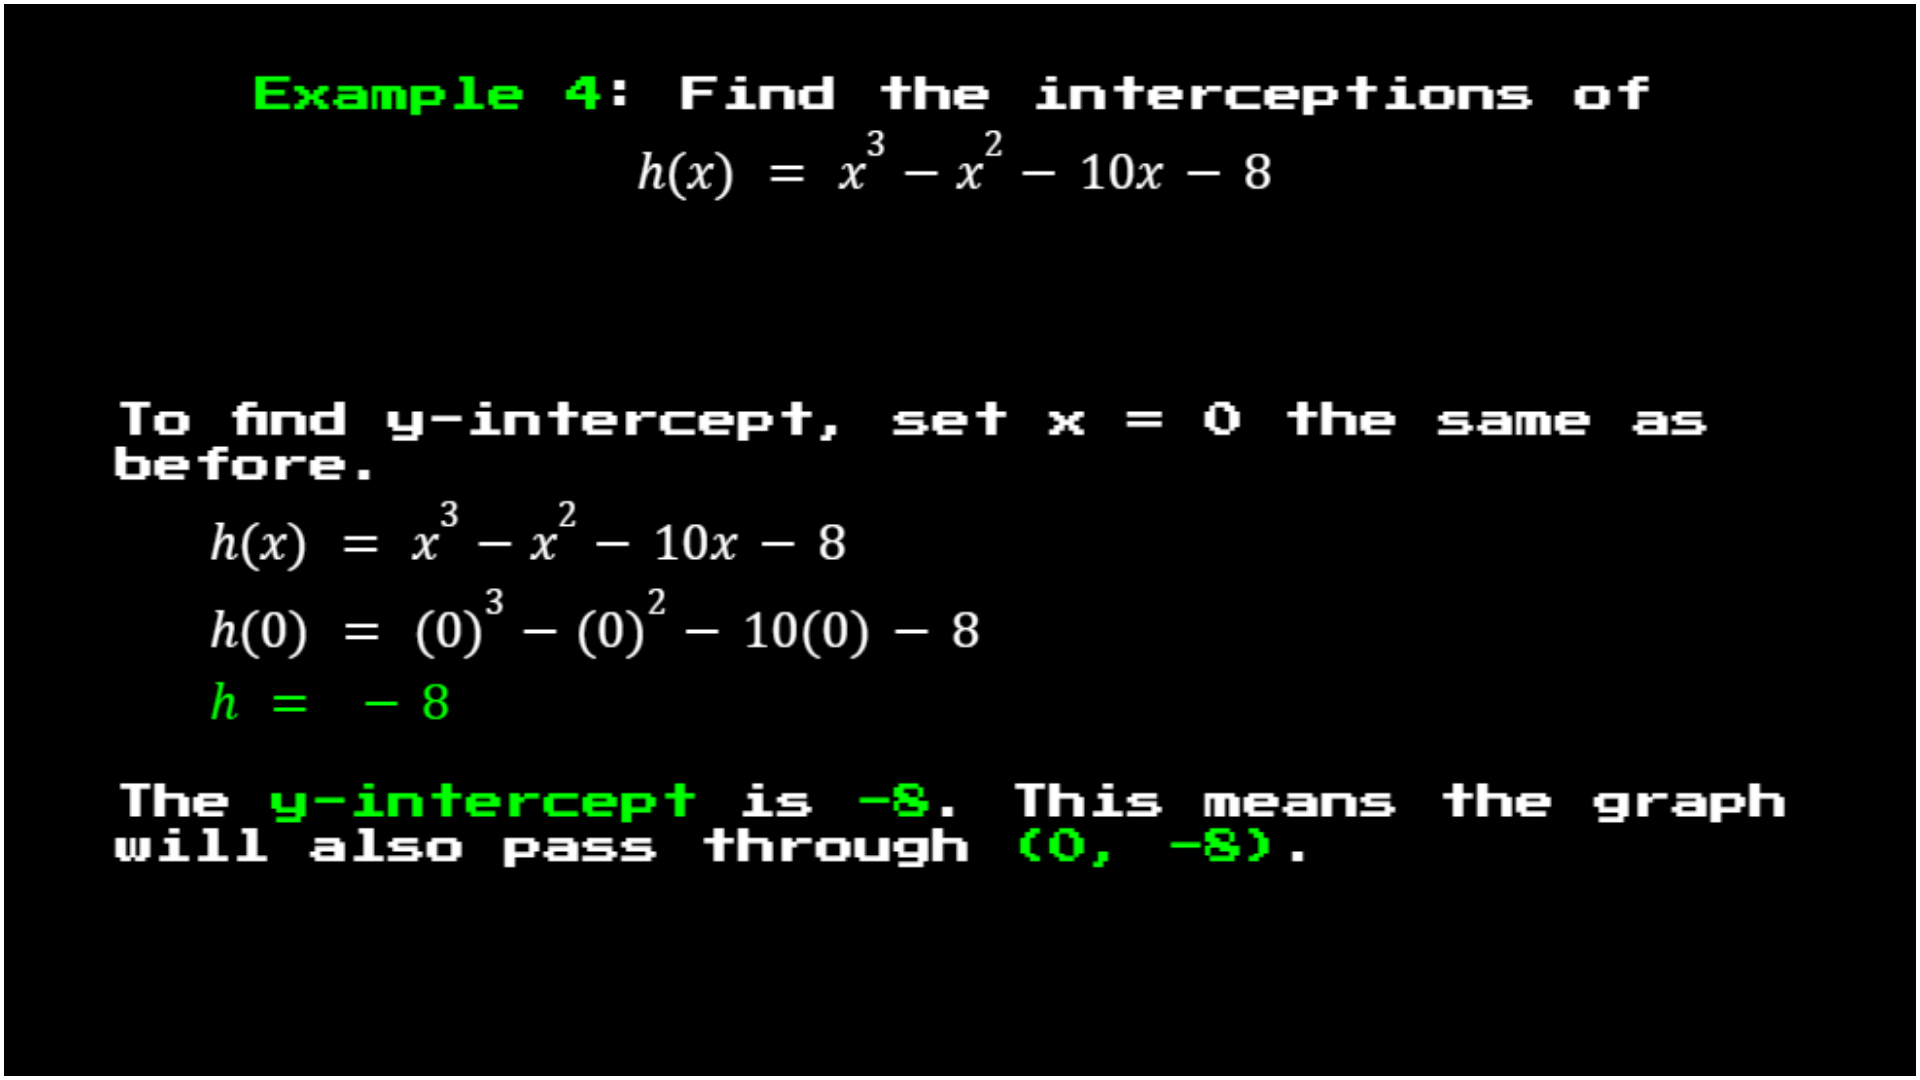 Example 4: Find the interceptions of
h(x) = x³ − x² − 10x − 8
To find y-intercept, set x = 0 the same as
before.
h(x) = x³ − x² − 10x − 8
h(0) = (0)³ − (0)² − 10(0) − 8
h = − 8
The y-intercept is -8. This means the graph
will also pass through (0, -8).